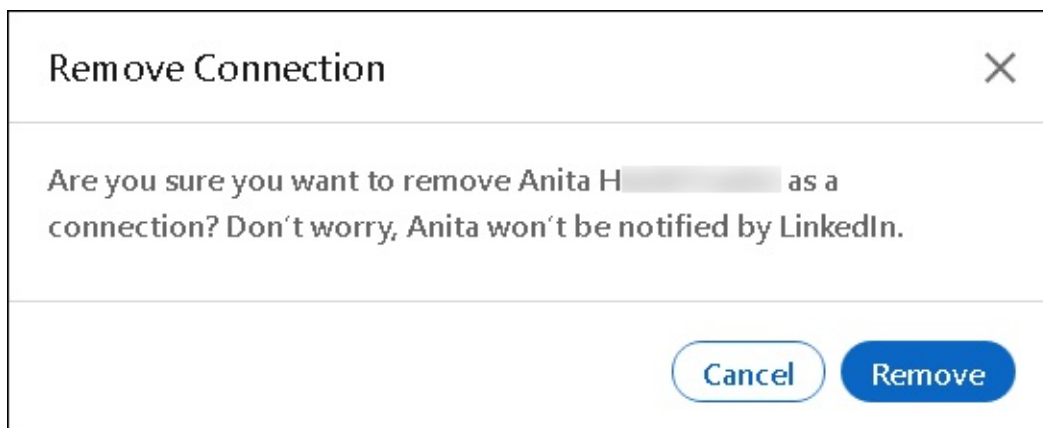 Remove Connection
Are you sure you want to remove Anita H as a
connection? Don´t worry, Anita won´t be notified by LinkedIn.
Cancel Remove